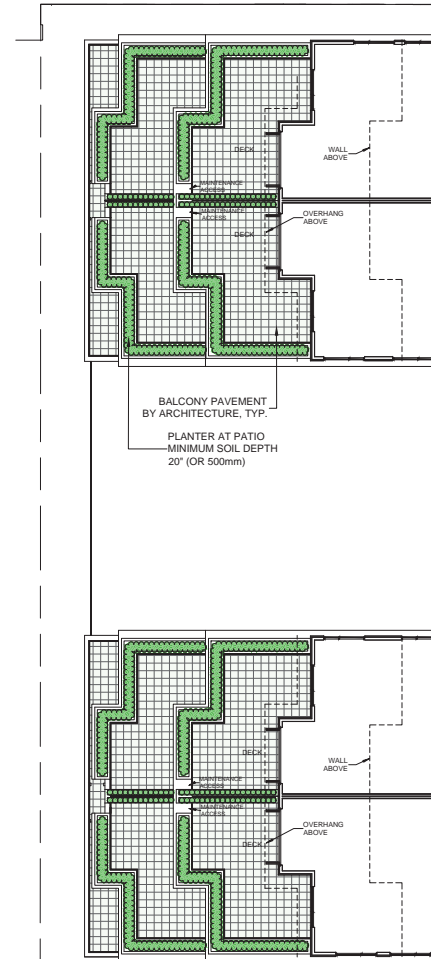 DECK
WALL
ABOVE
MAINTENANCE
ACCESS
MAINTENANCE
ACCESS
OVERHANG
ABOVE
DECK
BALCONY PAVEMENT
BY ARCHITECTURE, TYP.
PLANTER AT PATIO
MINIMUM SOIL DEPTH
20" (OR 500mm)
DECK
WALL
ABOVE
MAINTENANCE
ACCESS
MAINTENANCE
ACCESS
OVERHANG
ABOVE
DECK